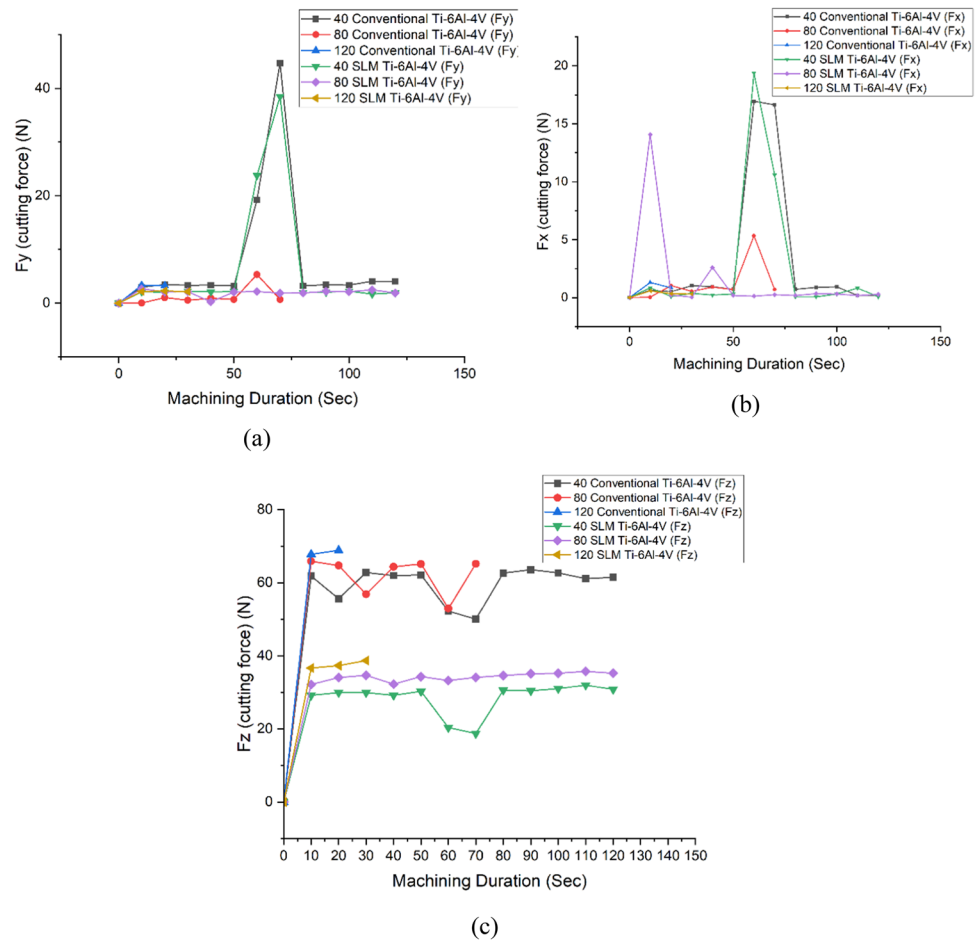 40 Conventional Ti-6Al-4V (Fy)
80 Conventional Ti-6Al-4V (Fy)
120 Conventional Ti-6Al-4V (Fy)
40 SLM Ti-6Al-4V (Fy)
80 SLM Ti-6Al-4V (Fy)
120 SLM Ti-6Al-4V (Fy)
Fy (cutting force) (N)
40
20
0
0 50 100 150
Machining Duration (Sec)
(a)
40 Conventional Ti-6Al-4V (Fx)
80 Conventional Ti-6Al-4V (Fx)
120 Conventional Ti-6Al-4V (Fx)
40 SLM Ti-6Al-4V (Fx)
80 SLM Ti-6Al-4V (Fx)
120 SLM Ti-6Al-4V (Fx)
Fx (cutting force) (N)
20
15
10
5
0
0 50 100 150
Machining Duration (Sec)
(b)
40 Conventional Ti-6Al-4V (Fz)
80 Conventional Ti-6Al-4V (Fz)
120 Conventional Ti-6Al-4V (Fz)
40 SLM Ti-6Al-4V (Fz)
80 SLM Ti-6Al-4V (Fz)
120 SLM Ti-6Al-4V (Fz)
Fz (cutting force) (N)
80
60
40
20
0
0 10 20 30 40 50 60 70 80 90 100 110 120 130 140 150
Machining Duration (Sec)
(c)